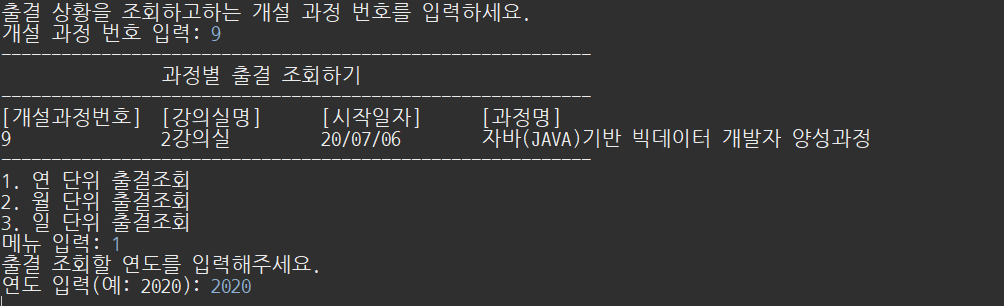 출결 상황을 조회하고하는 개설 과정 번호를 입력하세요.
개설 과정 번호 입력: 9
-----------------------------------------------------------
과정별 출결 조회하기
-----------------------------------------------------------
[개설과정번호] [강의실명] [시작일자] [과정명]
9 2강의실 20/07/06 자바(JAVA)기반 빅데이터 개발자 양성과정
-----------------------------------------------------------
1. 연 단위 출결조회
2. 월 단위 출결조회
3. 일 단위 출결조회
메뉴 입력: 1
출결 조회할 연도를 입력해주세요.
연도 입력(예: 2020): 2020